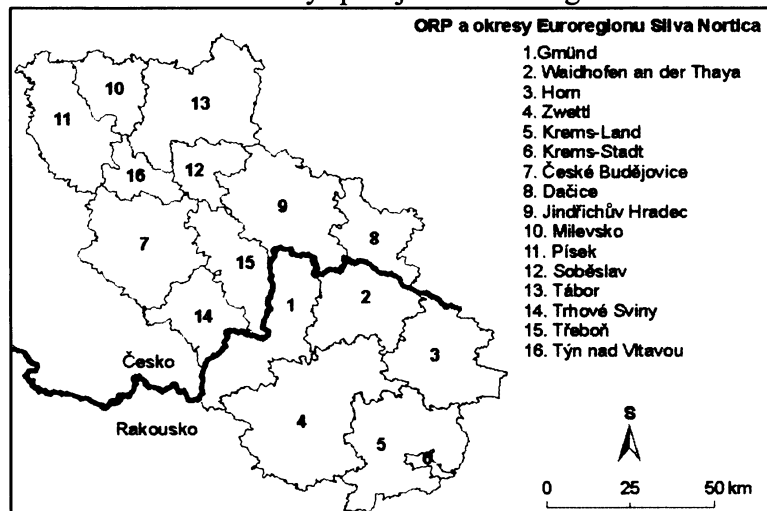 ORP a okresy Euroregionu Silva Nortica
1.Gmünd
2. Waidhofen an der Thaya
3. Horn
4. Zwettl
5. Krems-Land
6. Krems-Stadt
7. České Budějovice
8. Dačice
9. Jindřichův Hradec
10. Milevsko
11. Písek
12. Soběslav
13. Tábor
14. Trhové Sviny
15. Třeboň
16. Týn nad Vltavou
10
13
11
16
12
9
7
8
15
1
2
14
3
Česko
Rakousko
4
5
6
S
0 25 50 km